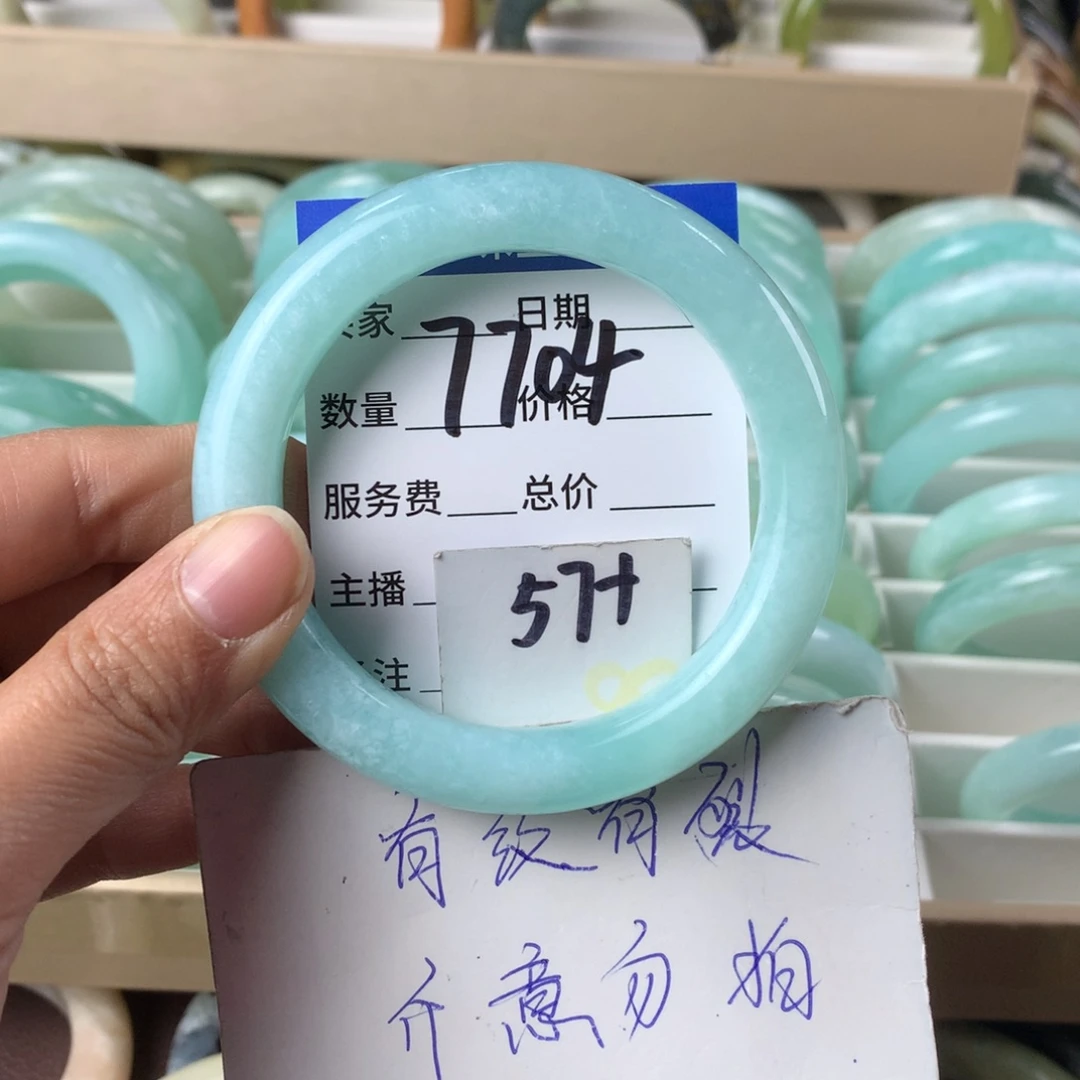 家 日期
7704
数量 价格
服务费 总价
主播
57+
注
有纹有裂
介意勿拍